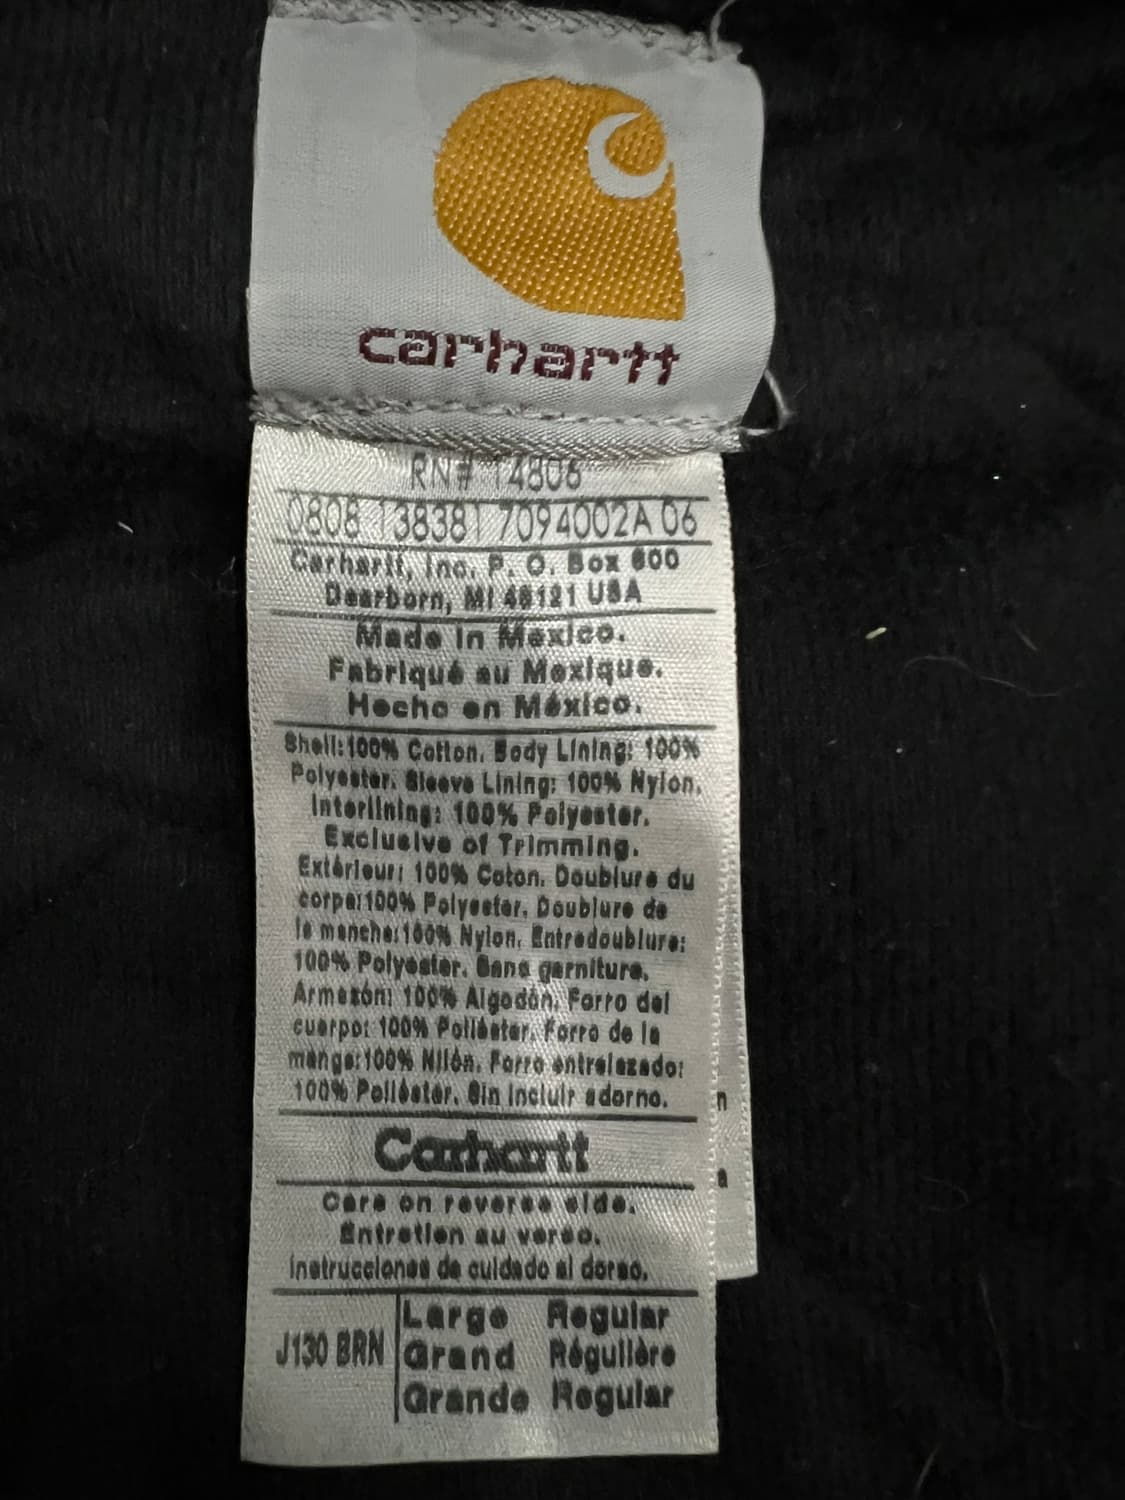 carhartt
RN# 14806
0808 138381 7094002A 06
Carhartt, Inc. P. O. Box 600
Dearborn, MI 48121 USA
Made in Mexico.
Fabriqué au Mexique.
Hecho en México.
Shell:100% Cotton. Body Lining: 100%
Polyester. Sleeve Lining: 100% Nylon.
Interlining: 100% Polyester.
Exclusive of Trimming.
Extérieur: 100% Coton. Doublure du
corps:100% Polyester. Doublure de
la manche:100% Nylon. Entredoublure:
100% Polyester. Sans garniture.
Armazón: 100% Algodón. Forro del
cuerpo: 100% Poliéster. Forro de la
manga:100% Nilón. Forro entrelazado:
100% Poliéster. Sin incluir adorno.
Carhartt
Care on reverse side.
Entretien au verso.
Instrucciones de cuidado al dorso.
J130 BRN
Large Regular
Grand Régulière
Grande Regular